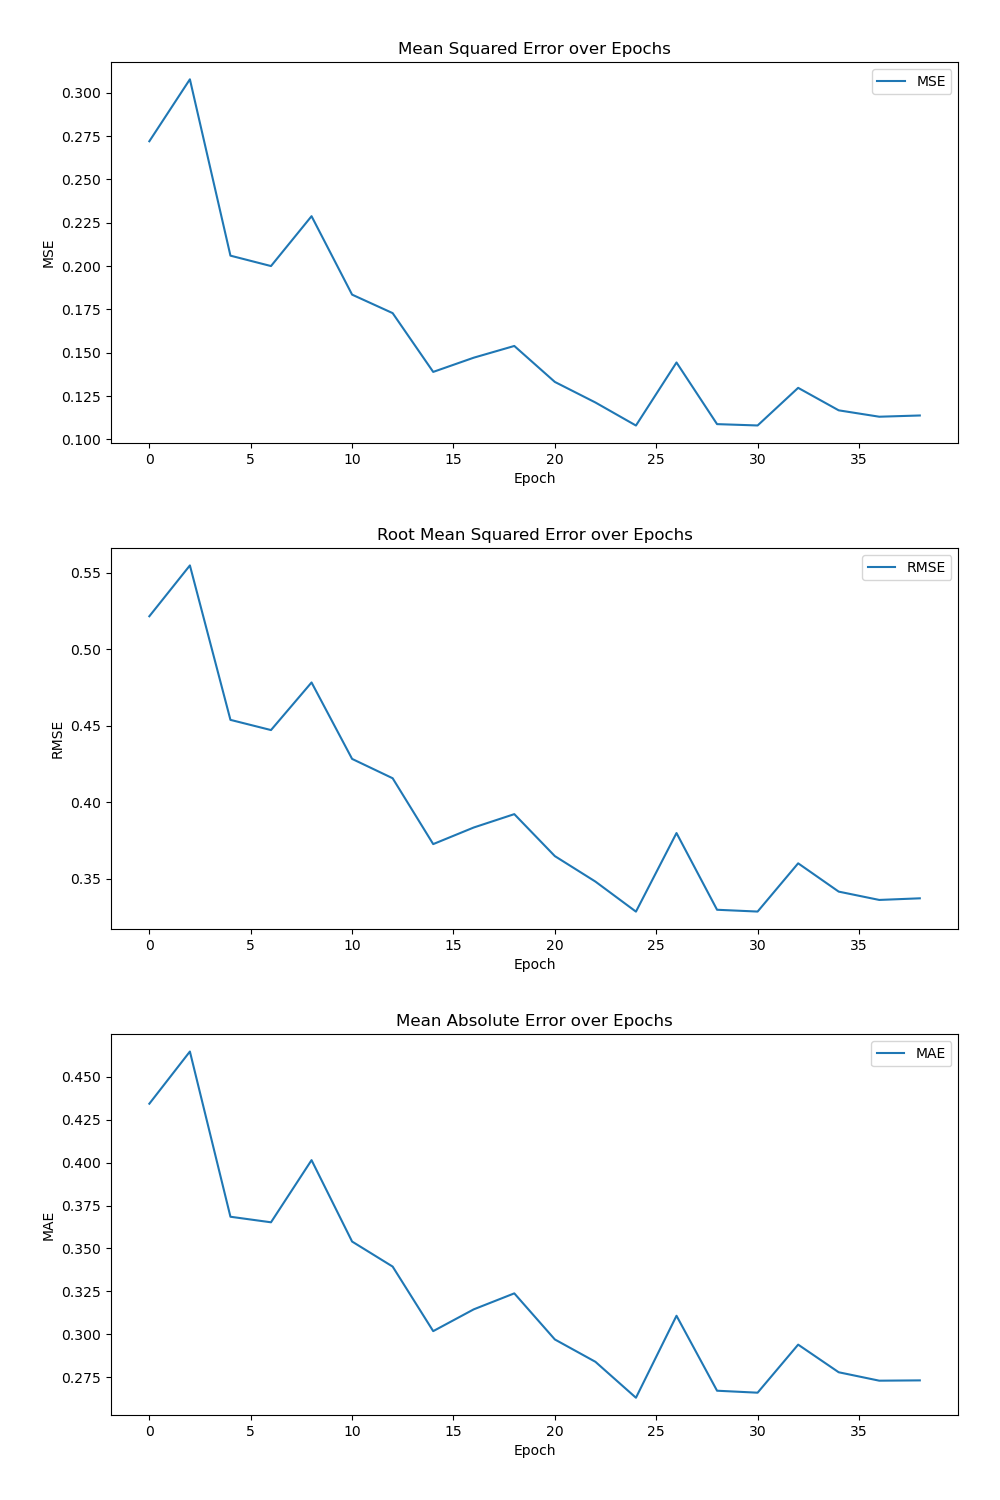 Mean Squared Error over Epochs
MSE
0.300
0.275
0.250
0.225
0.200
0.175
0.150
0.125
0.100
MSE
0 5 10 15 20 25 30 35
Epoch
Root Mean Squared Error over Epochs
RMSE
0.55
0.50
0.45
0.40
0.35
RMSE
0 5 10 15 20 25 30 35
Epoch
Mean Absolute Error over Epochs
MAE
0.450
0.425
0.400
0.375
0.350
0.325
0.300
0.275
MAE
0 5 10 15 20 25 30 35
Epoch